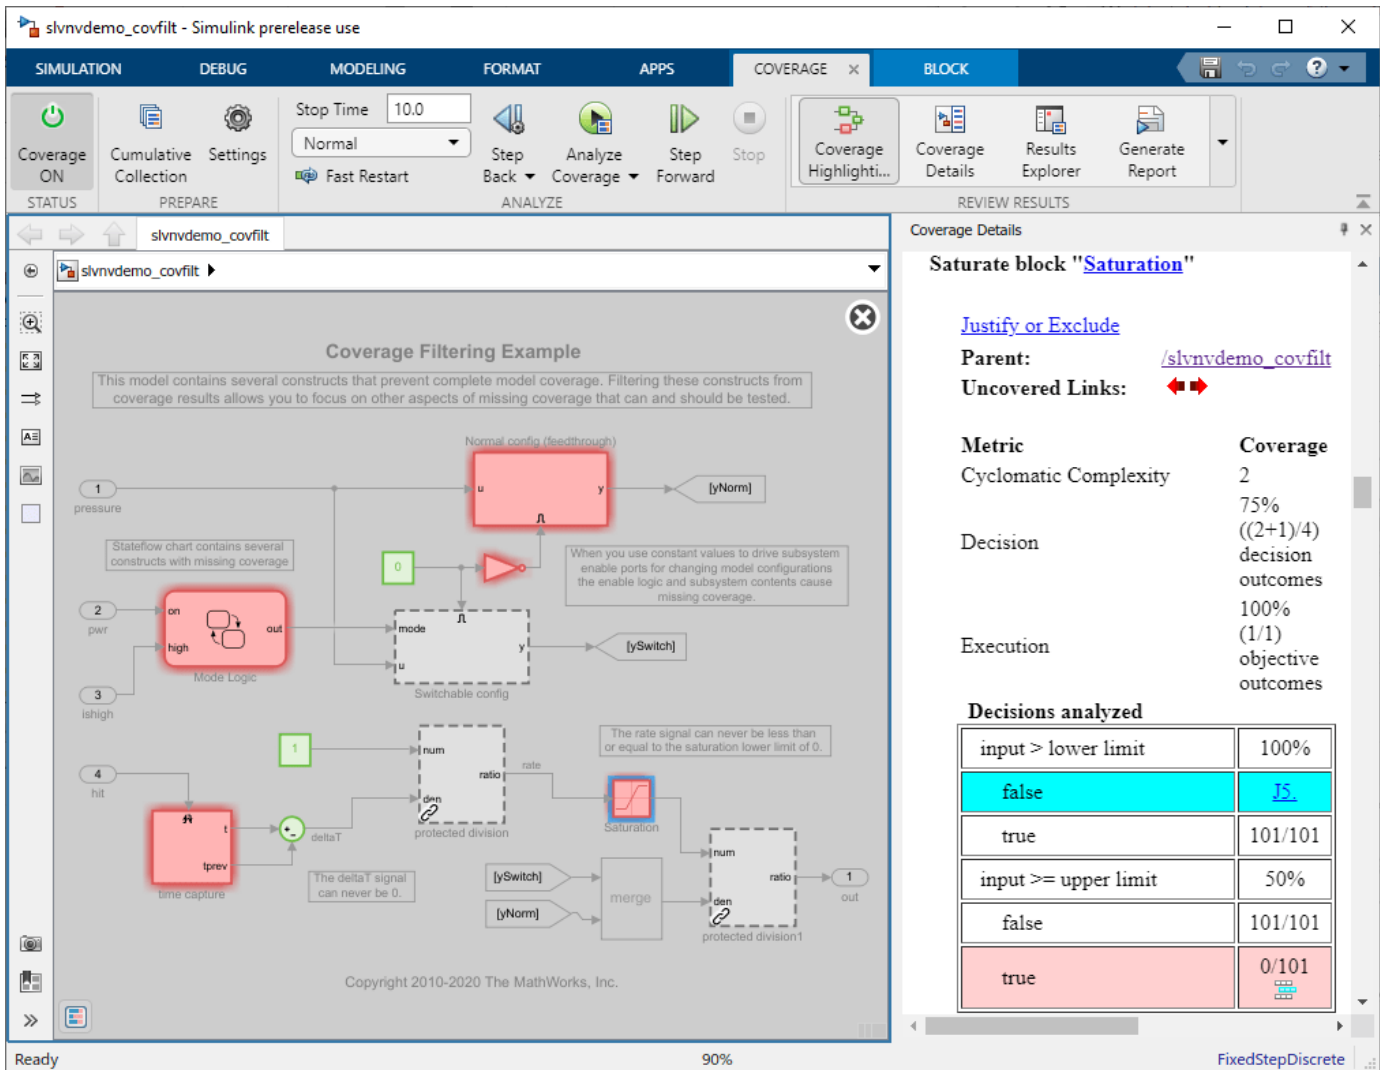 slvnvdemo_covfilt - Simulink prerelease use
SIMULATION DEBUG MODELING FORMAT APPS COVERAGE BLOCK
Coverage ON
STATUS
Cumulative Collection
Settings
PREPARE
Stop Time 10.0
Normal
Fast Restart
Step Back
Analyze Coverage
Step Forward
Stop
ANALYZE
Coverage Highlighti...
Coverage Details
Results Explorer
Generate Report
REVIEW RESULTS
slvnvdemo_covfilt
slvnvdemo_covfilt
Coverage Filtering Example
This model contains several constructs that prevent complete model coverage. Filtering these constructs from
coverage results allows you to focus on other aspects of missing coverage that can and should be tested.
Normal config (feedthrough)
1
pressure
u
y
[yNorm]
Stateflow chart contains several
constructs with missing coverage
0
When you use constant values to drive subsystem
enable ports for changing model configurations
the enable logic and subsystem contents cause
missing coverage.
2
pwr
on
high
out
Mode Logic
mode
u
y
Switchable config
[ySwitch]
3
ishigh
1
num
den
ratio
protected division
rate
The rate signal can never be less than
or equal to the saturation lower limit of 0.
4
hit
Saturation
t
tprev
time capture
deltaT
The deltaT signal
can never be 0.
[ySwitch]
[yNorm]
merge
num
den
ratio
protected division1
1
out
Copyright 2010-2020 The MathWorks, Inc.
Coverage Details
Saturate block "Saturation"
Justify or Exclude
Parent: /slvnvdemo_covfilt
Uncovered Links:
Metric Coverage
Cyclomatic Complexity 2
Decision 75%
((2+1)/4)
decision
outcomes
Execution 100%
(1/1)
objective
outcomes
Decisions analyzed
input > lower limit 100%
false J5.
true 101/101
input >= upper limit 50%
false 101/101
true 0/101
Ready 90% FixedStepDiscrete